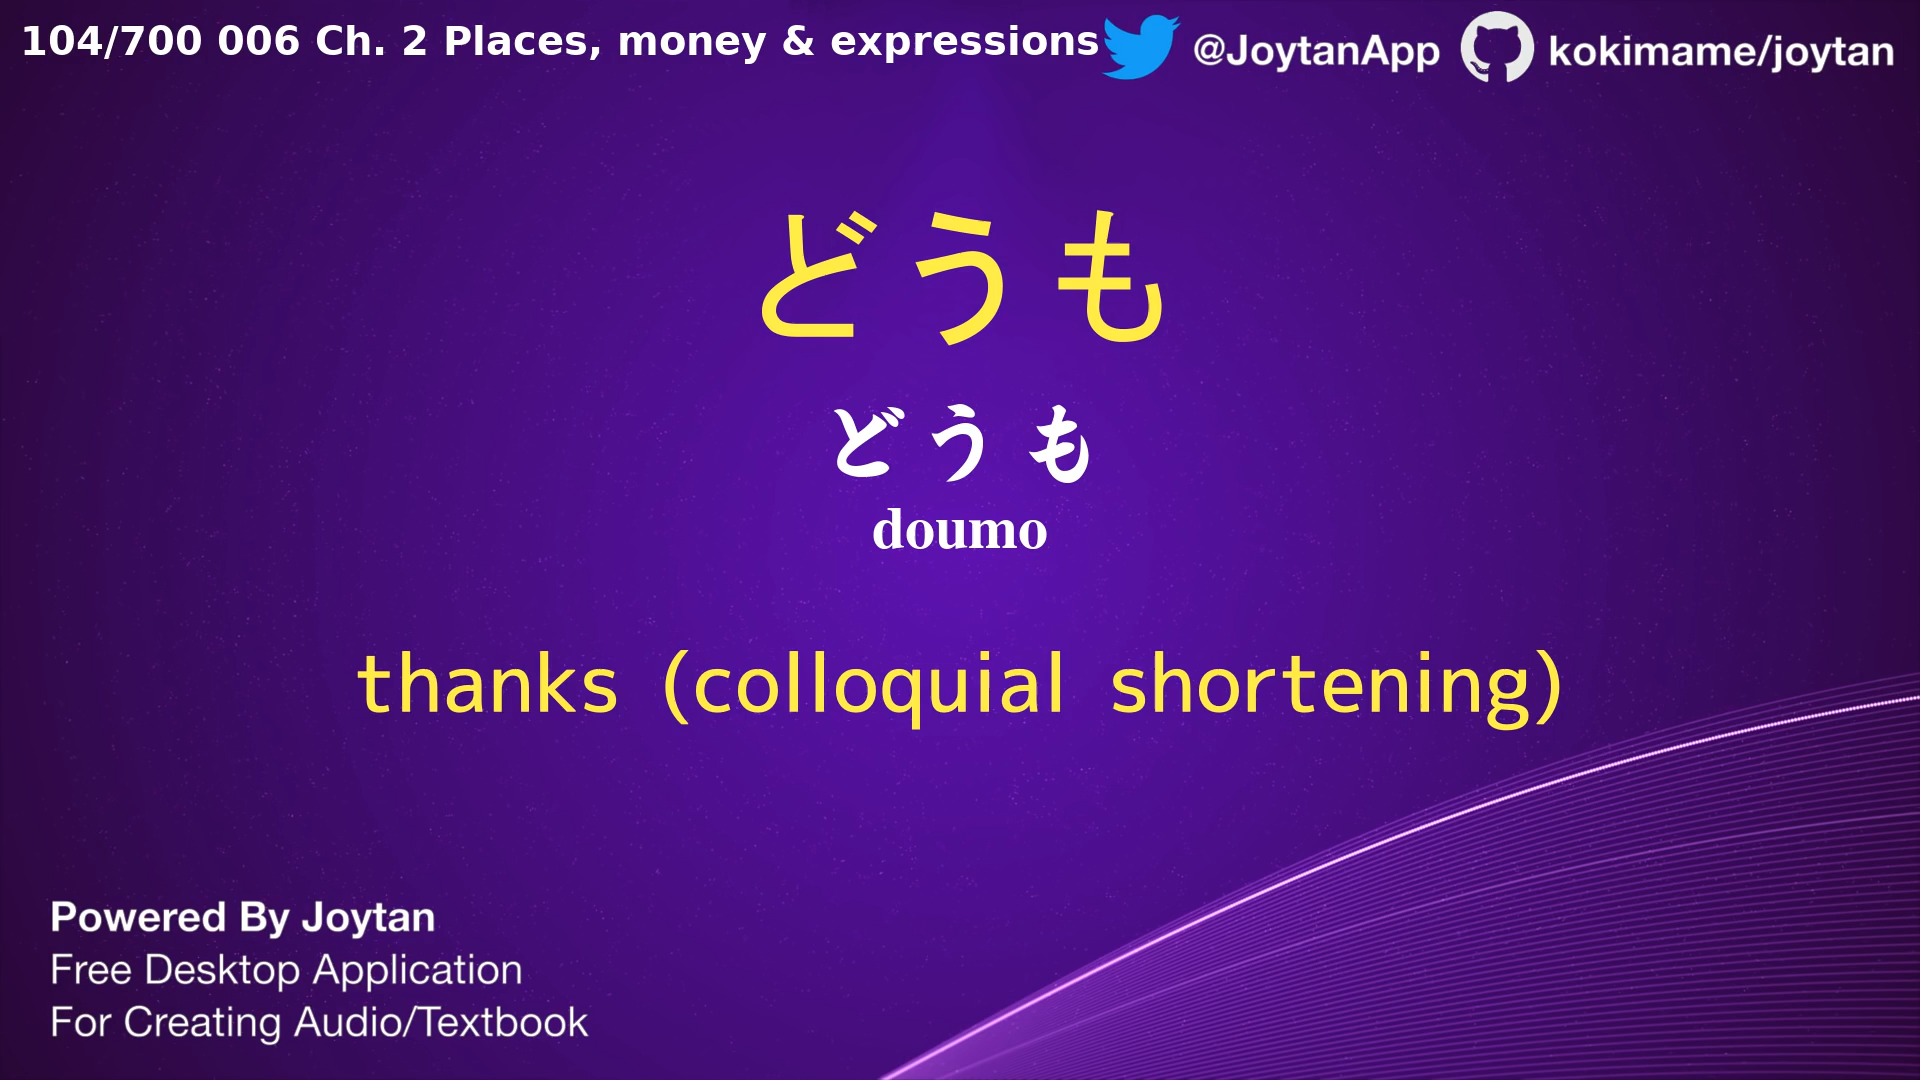 104/700 006 Ch. 2 Places, money & expressions @JoytanApp kokimame/joytan
どうも
どうも
doumo
thanks (colloquial shortening)
Powered By Joytan
Free Desktop Application
For Creating Audio/Textbook